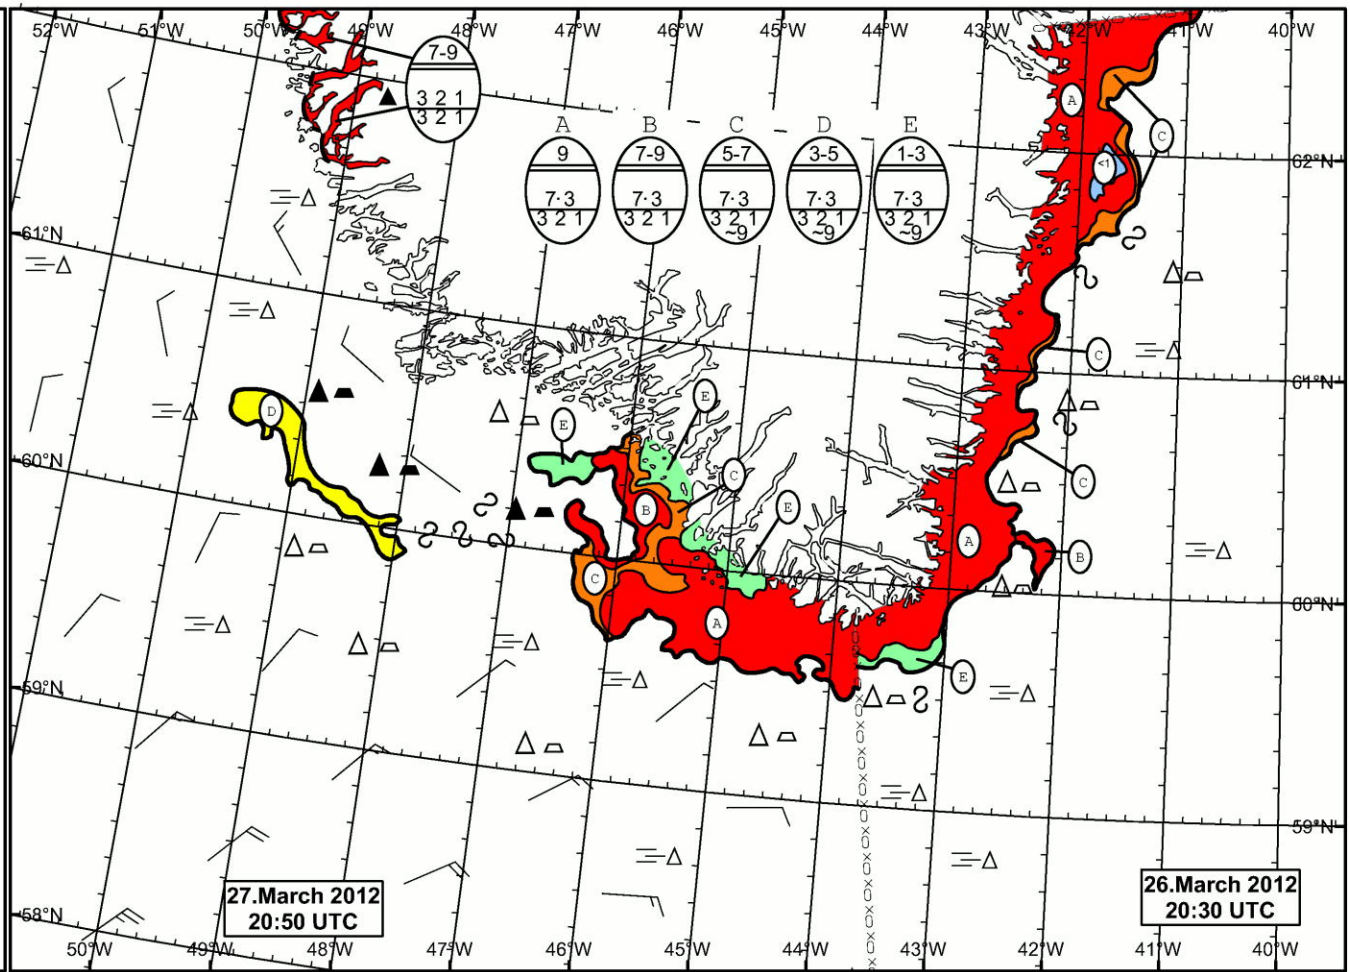 52°W 51°W 50°W 49°W 48°W 47°W 46°W 45°W 44°W 43°W 42°W 41°W 40°W
7-9
3 2 1
3 2 1
A B C D E
9 7-9 5-7 3-5 1-3
7·3 7·3 7·3 7·3 7·3
3 2 1 3 2 1 3 2 1 3 2 1 3 2 1
~9 ~9 ~9
A
C
<1
62°N
61°N
C
61°N
E
D
E
60°N
C
C
B
E
A
B
C
60°N
A
E
59°N
59°N
27.March 2012
20:50 UTC
26.March 2012
20:30 UTC
58°N
50°W 49°W 48°W 47°W 46°W 45°W 44°W 43°W 42°W 41°W 40°W